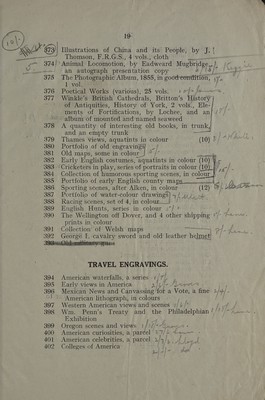 19
373 Illustrations of China and its People, by J.
Thomson, F.R.G.S., 4 vols., cloth
374 Animal Locomotion, by Eadweard Mugbridge,
an autograph presentation copy
375 The Photographic Album, 1855, in good condition,
1 vol.
376 Poetical Works (various), 25 vols.
377 Winkle's British Cathedrals, Britton's History
of Antiquities, History of York, 2 vols., Ele-
ments of Fortifications, by Lochee, and an
album of mounted and named seaweed
378 A quantity of interesting old books, in trunk,
and an empty trunk
379 Thames views, aquatints in colour (10)
380 Portfolio of old engravings
381 Old maps, some in colour
382 Early English costumes, aquatints in colour (10)
383 Cricketers in play, series of portraits in colour (10)
384 Collection of humorous sporting scenes, in colour
385 Portfolio of early English county maps
386 Sporting scenes, after Alken, in colour (12)
387 Portfolio of water-colour drawings
388 Racing scenes, set of 4, in colour
389 English Hunts, series in colour
390 The Wellington off Dover, and 4 other shipping
prints in colour
391 Collection of Welsh maps
392 George I. cavalry sword and old leather helmet
TRAVEL ENGRAVINGS.
394 American waterfalls, a series
395 Early views in America
396 Mexican News and Canvassing for a Vote, a fine
American lithograph, in colours
397 Western American views and scenes
398 Wm. Penn's Treaty and the Philadelphian
Exhibition
399 Oregon scenes and views
400 American curiosities, a parcel
401 American celebrities, a parcel
402 Colleges of America